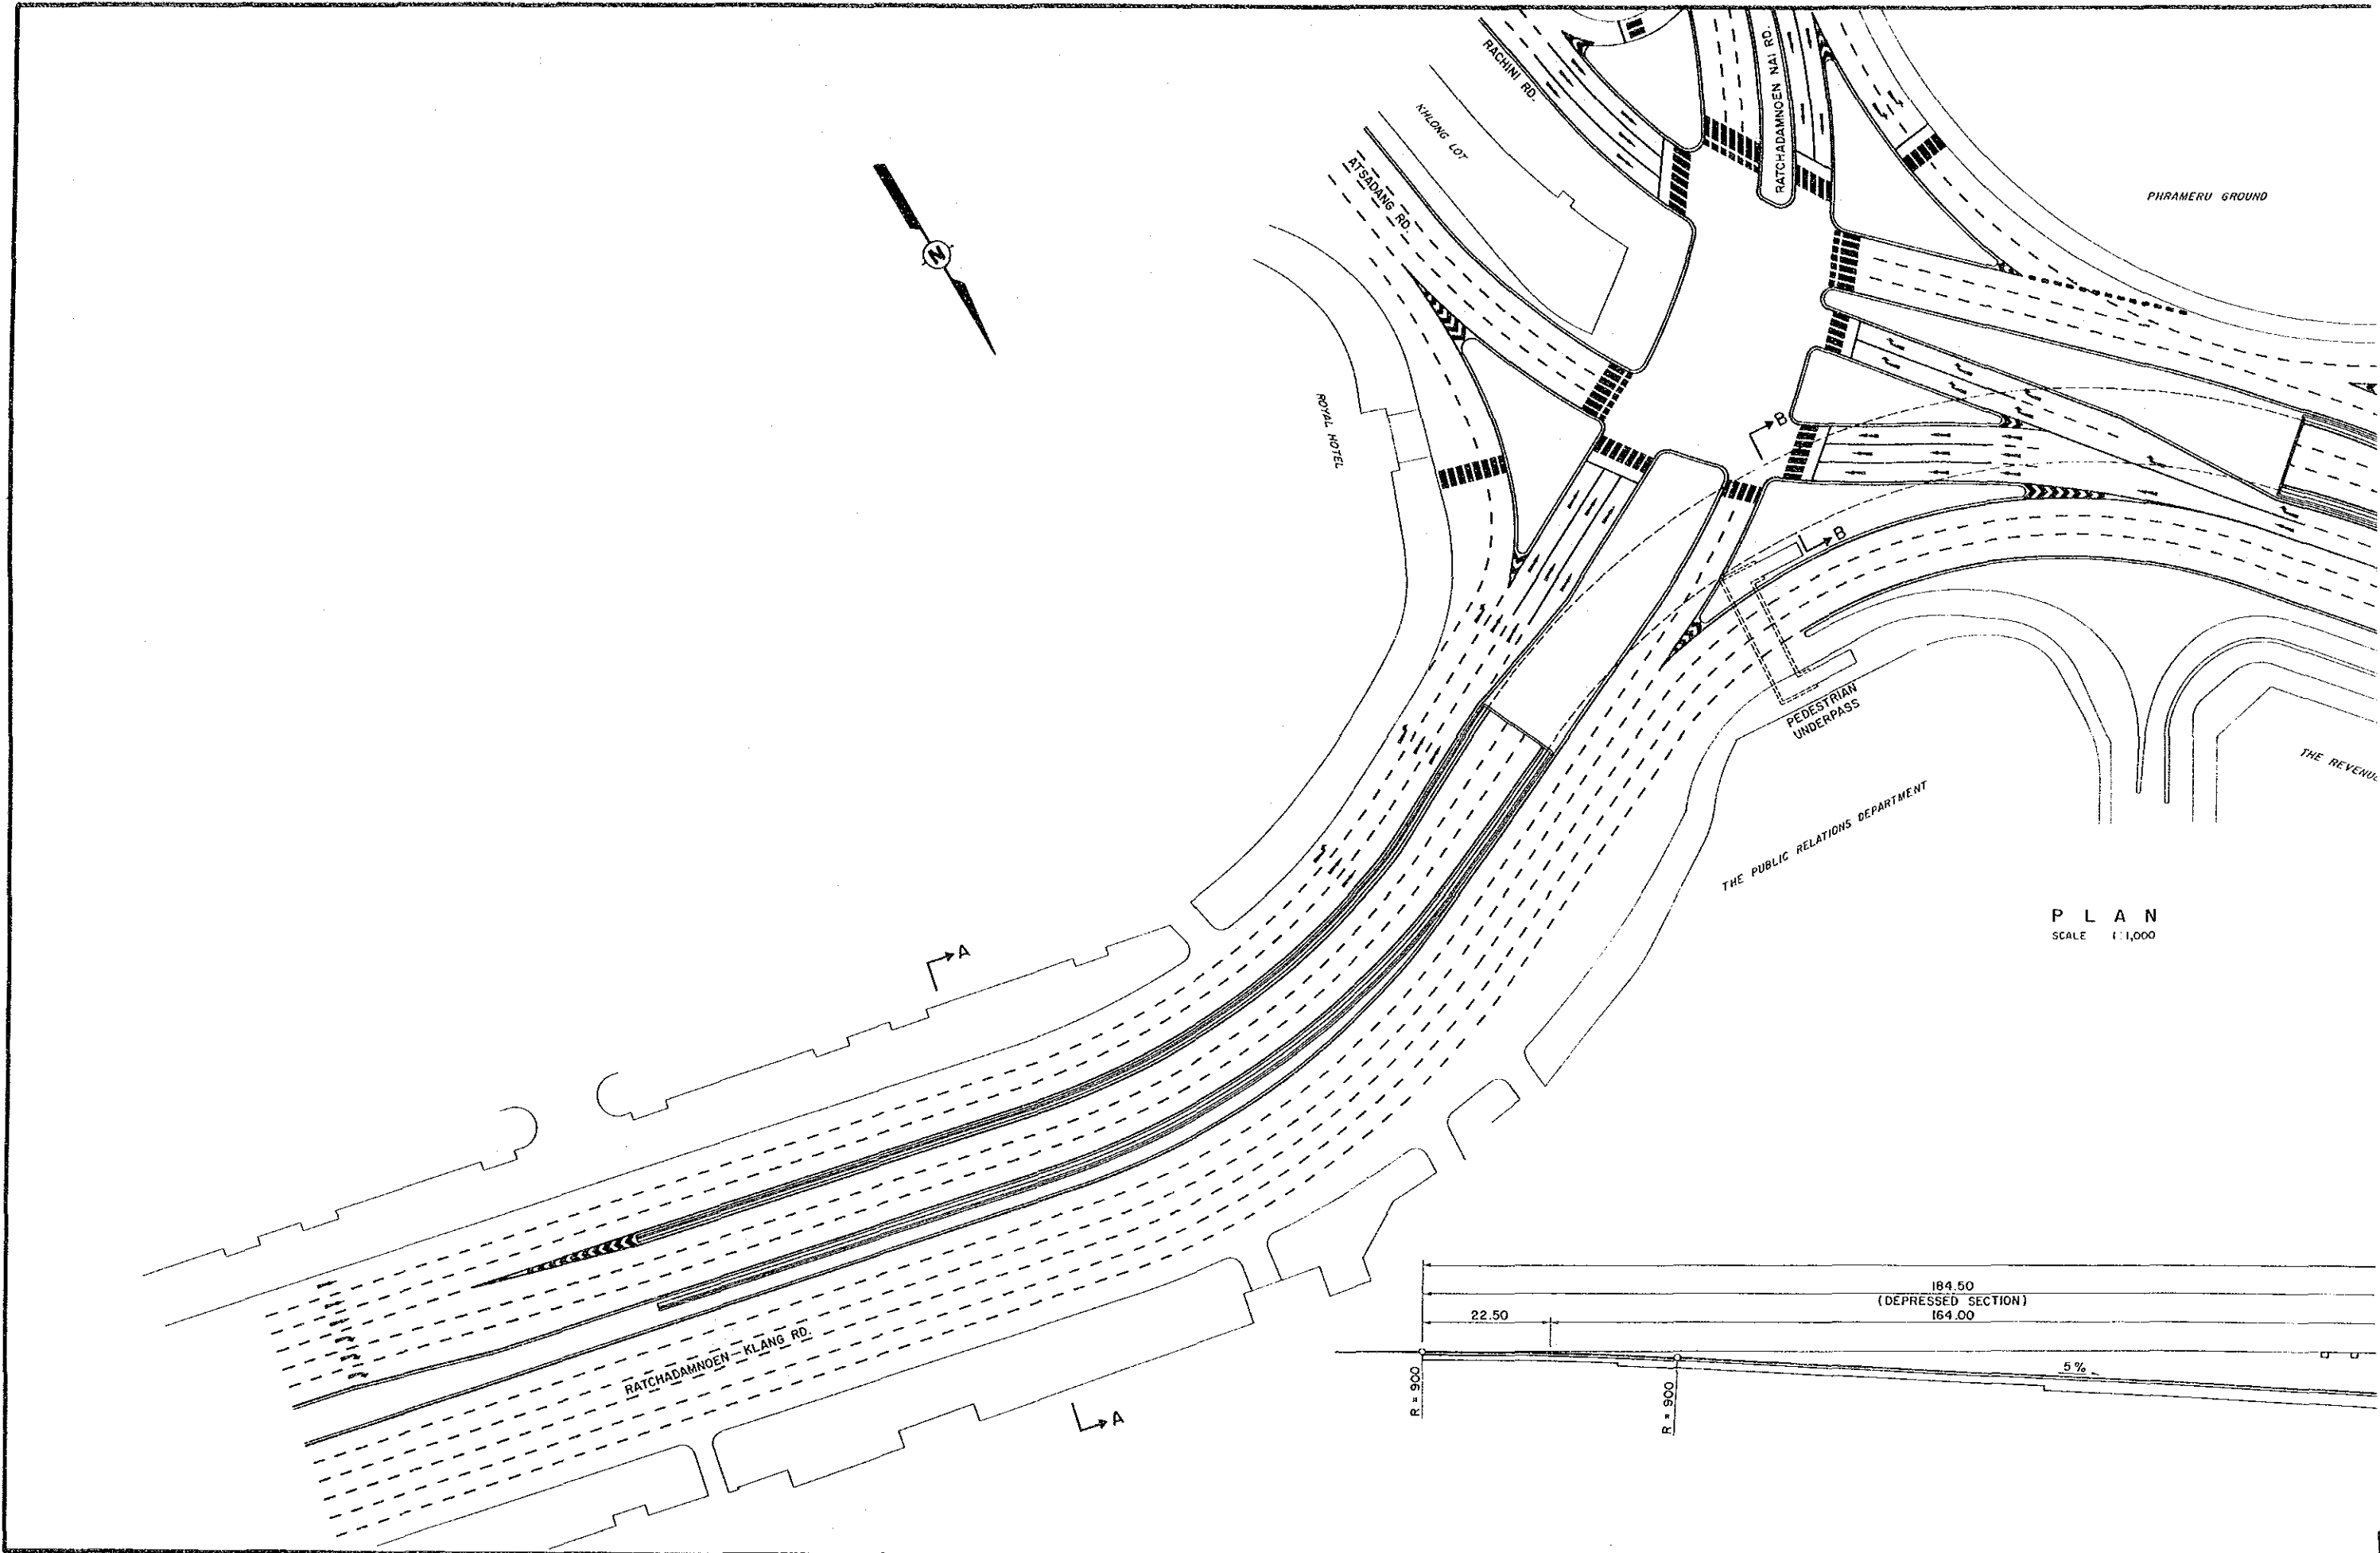 RACHINI RD.
RATCHADAMNOEN NAI RD.
KHLONG LOT
ATSADANG RD.
PHRAMERU GROUND
N
ROYAL HOTEL
B
B
PEDESTRIAN
UNDERPASS
THE REVENUE
THE PUBLIC RELATIONS DEPARTMENT
P L A N
SCALE 1:1,000
A
RATCHADAMNOEN-KLANG RD.
A
184.50
(DEPRESSED SECTION)
22.50
164.00
5%
R = 900
R = 900